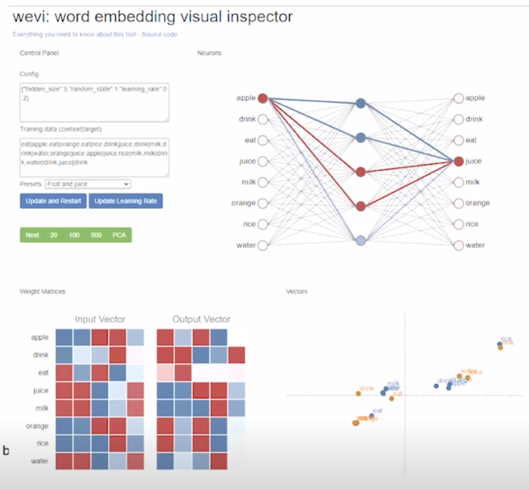 wevi: word embedding visual inspector
Everything you need to know about this tool - Source code
Control Panel
Neurons
Config
{"hidden_size":5,"random_state":1,"learning_rate":0.2}
Training data (context|target)
eat|apple,eat|orange,eat|rice,drink|juice,drink|milk,drink|water,orange|juice,apple|juice,rice|milk,milk|drink,water|drink,juice|drink
Presets: Fruit and juice
Update and Restart Update Learning Rate
Next 20 100 500 PCA
apple
drink
eat
juice
milk
orange
rice
water
apple
drink
eat
juice
milk
orange
rice
water
Weight Matrices
Vectors
Input Vector Output Vector
apple
drink
eat
juice
milk
orange
rice
water
drink
milk
eat
eat
b